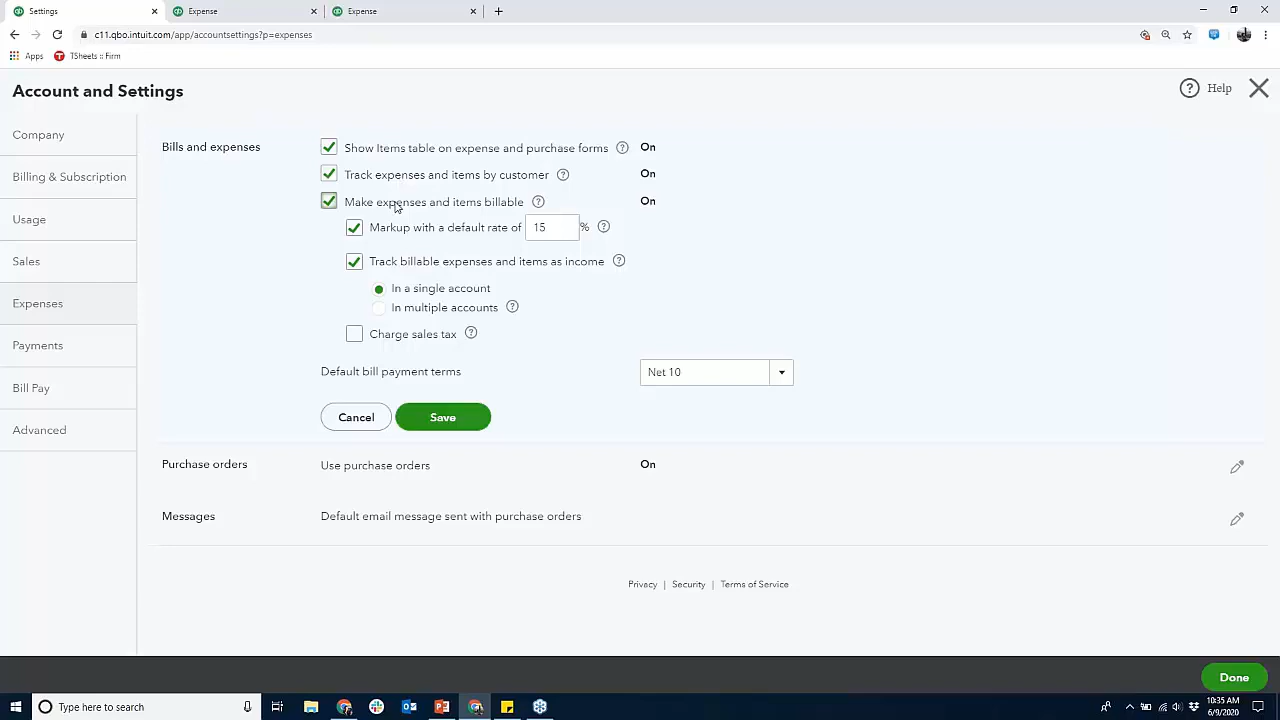 Settings
Expense
Expense
c11.qbo.intuit.com/app/accountsettings?p=expenses
Apps
TSheets :: Firm
Account and Settings
? Help
Company
Billing & Subscription
Usage
Sales
Expenses
Payments
Bill Pay
Advanced
Bills and expenses
Show Items table on expense and purchase forms ? On
Track expenses and items by customer ? On
Make expenses and items billable ? On
Markup with a default rate of 15 % ?
Track billable expenses and items as income ?
In a single account
In multiple accounts ?
Charge sales tax ?
Default bill payment terms Net 10
Cancel Save
Purchase orders Use purchase orders On
Messages Default email message sent with purchase orders
Privacy | Security | Terms of Service
Done
Type here to search
10:35 AM
6/9/2020